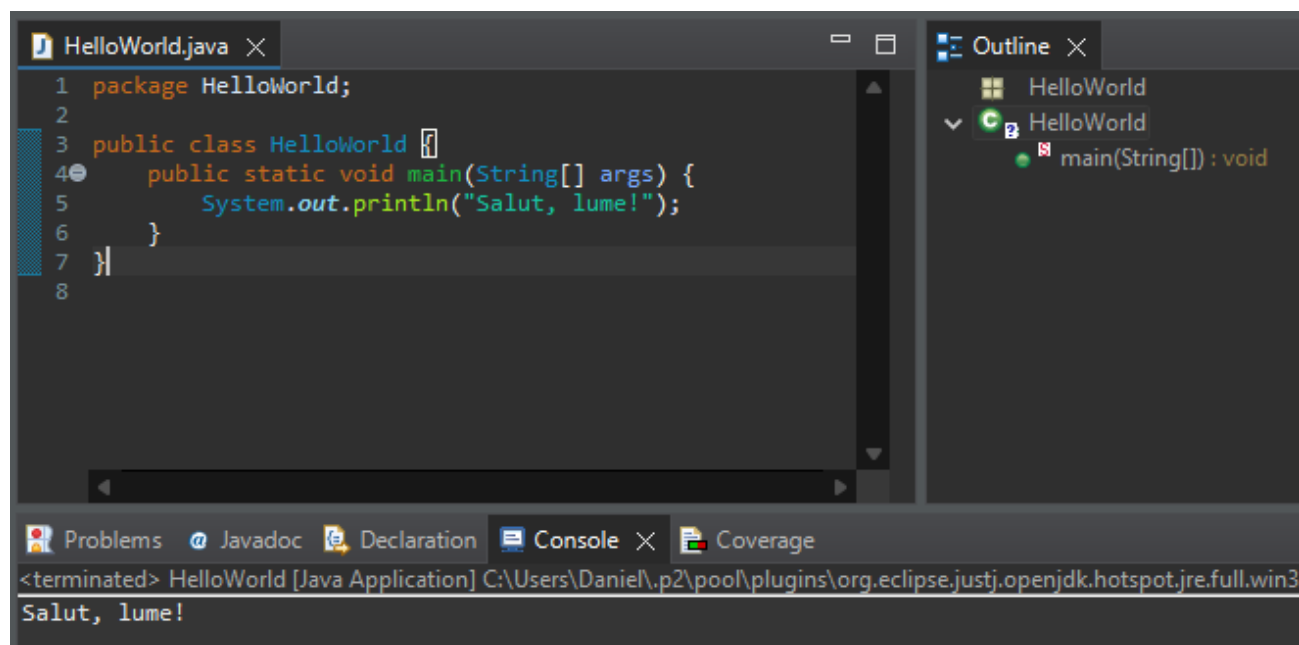 HelloWorld.java
1 package HelloWorld;
2
3 public class HelloWorld {
4 public static void main(String[] args) {
5 System.out.println("Salut, lume!");
6 }
7 }
8
Outline
HelloWorld
HelloWorld
main(String[]) : void
Problems @ Javadoc Declaration Console Coverage
<terminated> HelloWorld [Java Application] C:\Users\Daniel\.p2\pool\plugins\org.eclipse.justj.openjdk.hotspot.jre.full.win3
Salut, lume!